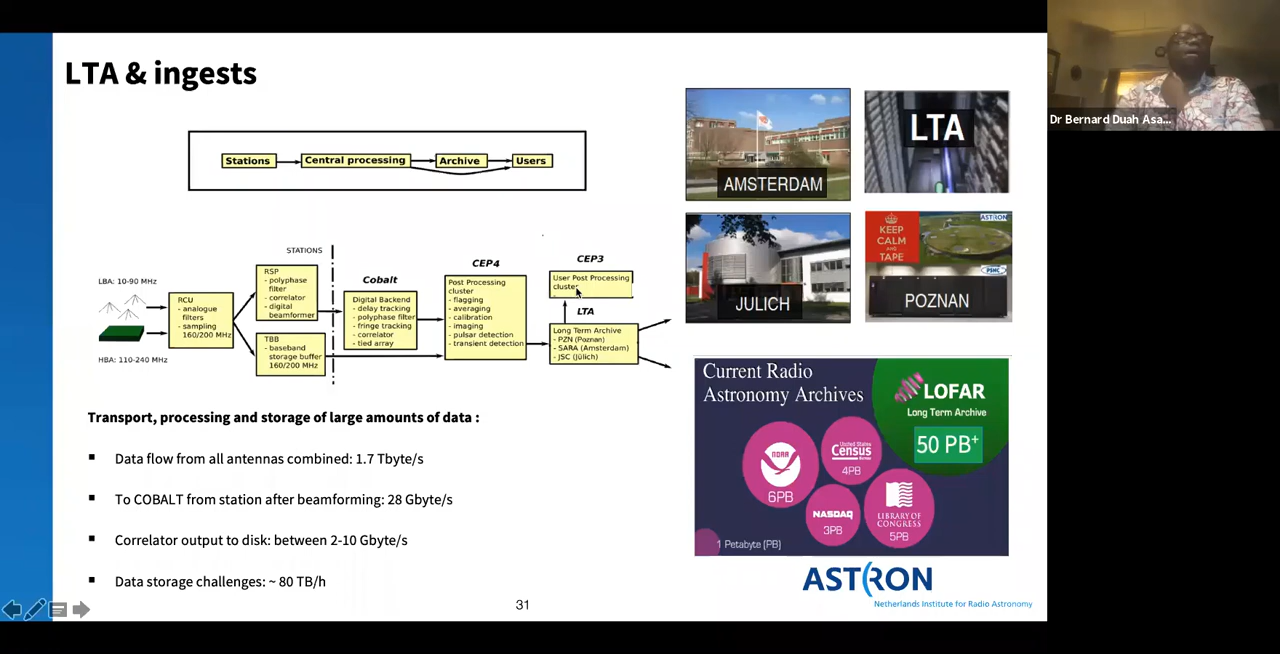 LTA & ingests
Stations
Central processing
Archive
Users
STATIONS
LBA: 10-90 MHz
HBA: 110-240 MHz
RCU
- analogue
filters
- sampling
160/200 MHz
RSP
- polyphase
filter
- correlator
- digital
beamformer
TBB
- baseband
storage buffer
160/200 MHz
Cobalt
Digital Backend
- delay tracking
- polyphase filter
- fringe tracking
- correlator
- tied array
CEP4
Post Processing
cluster
- flagging
- averaging
- calibration
- imaging
- pulsar detection
- transient detection
CEP3
User Post Processing
cluster
LTA
Long Term Archive
- PZN (Poznan)
- SARA (Amsterdam)
- JSC (Jülich)
Transport, processing and storage of large amounts of data :
▪ Data flow from all antennas combined: 1.7 Tbyte/s
▪ To COBALT from station after beamforming: 28 Gbyte/s
▪ Correlator output to disk: between 2-10 Gbyte/s
▪ Data storage challenges: ~ 80 TB/h
31
AMSTERDAM
LTA
JULICH
KEEP
CALM
AND
TAPE
ASTRON
PSNC
POZNAN
Current Radio
Astronomy Archives
LOFAR
Long Term Archive
50 PB+
NOAA
6PB
United States
Census
Bureau
4PB
NASDAQ
3PB
LIBRARY OF
CONGRESS
5PB
1 Petabyte (PB)
ASTRON
Netherlands Institute for Radio Astronomy
Dr Bernard Duah Asa...